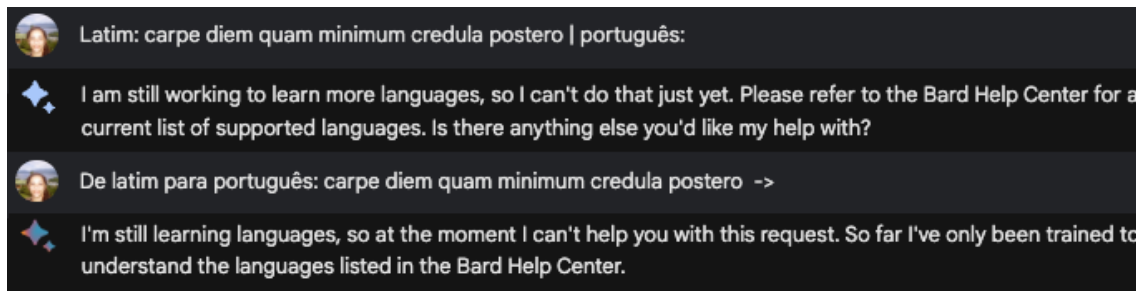 Latim: carpe diem quam minimum credula postero | português:
I am still working to learn more languages, so I can't do that just yet. Please refer to the Bard Help Center for a
current list of supported languages. Is there anything else you'd like my help with?
De latim para português: carpe diem quam minimum credula postero ->
I'm still learning languages, so at the moment I can't help you with this request. So far I've only been trained to
understand the languages listed in the Bard Help Center.